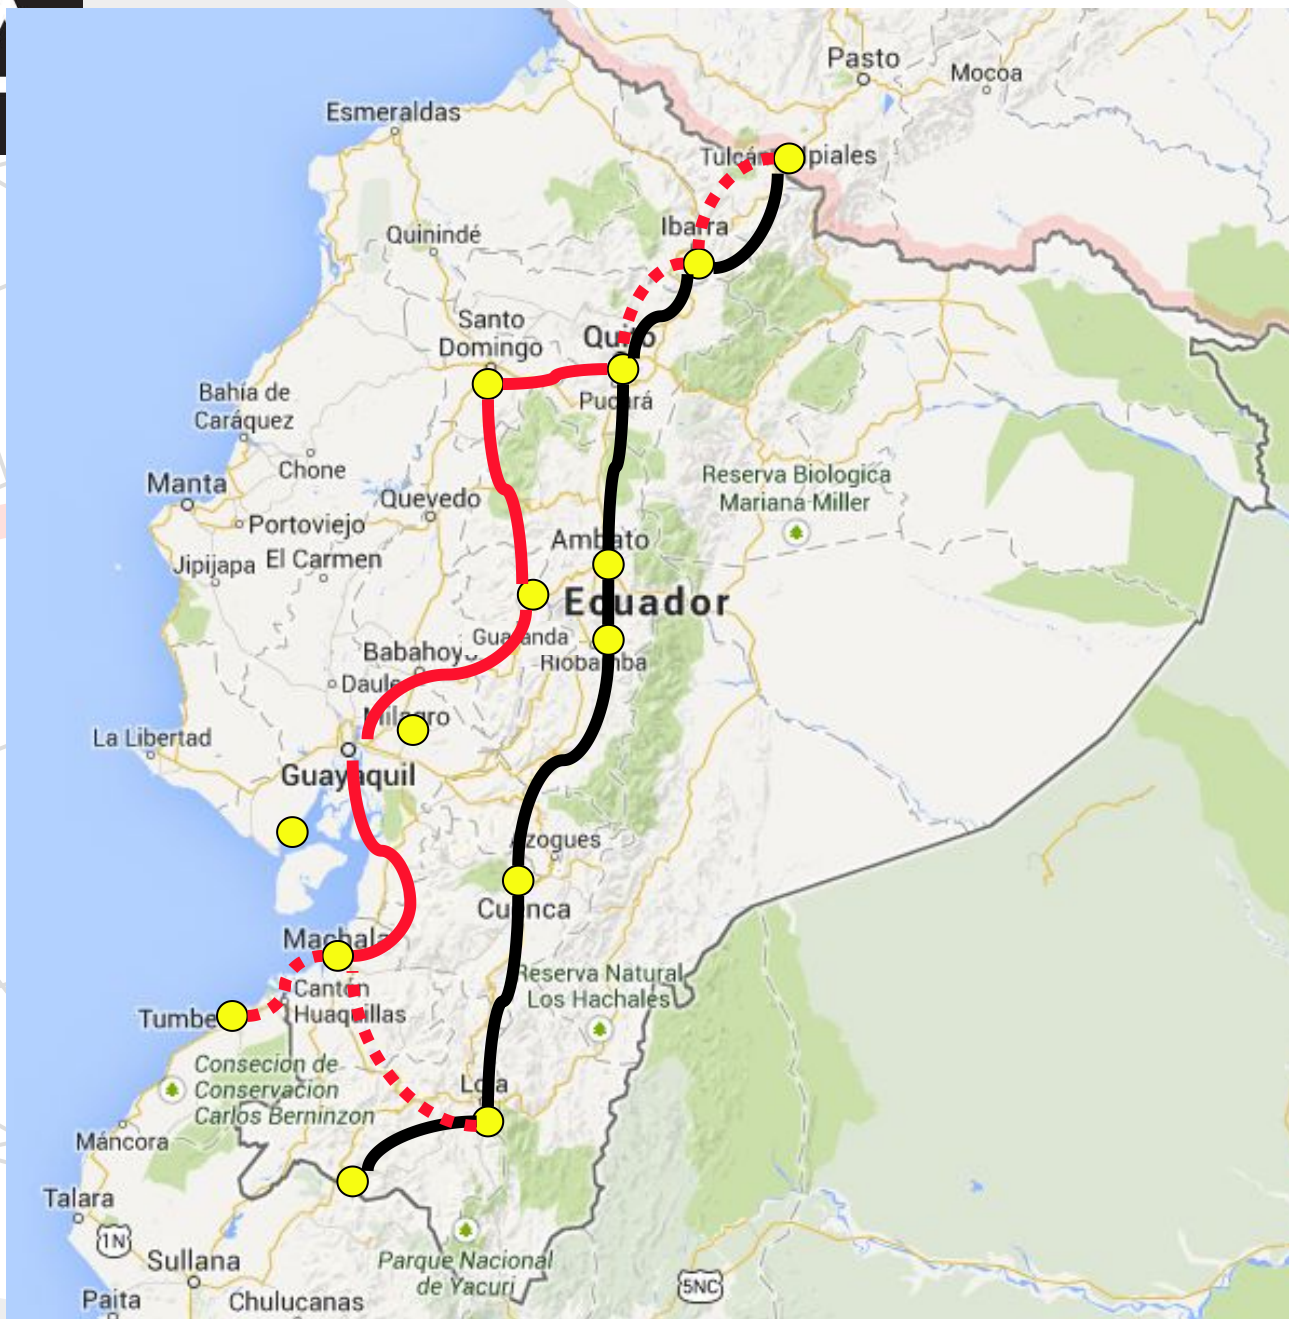 Pasto
Mocoa
Esmeraldas
Tulcán Ipiales
Ibarra
Quinindé
Santo
Domingo
Quito
Bahía de
Caráquez
Pucará
Chone
Manta
Quevedo
Reserva Biologica
Mariana Miller
Portoviejo
Ambato
Jipijapa
El Carmen
Ecuador
Guaranda
Babahoyo
Riobamba
Daule
Milagro
La Libertad
Guayaquil
Azogues
Cuenca
Machala
Reserva Natural
Los Hachales
Cantón
Huaquillas
Tumbe
Consecion de
Conservacion
Carlos Berninzon
Loja
Máncora
Talara
1N
Parque Nacional
de Yacuri
Sullana
5NC
Paita
Chulucanas